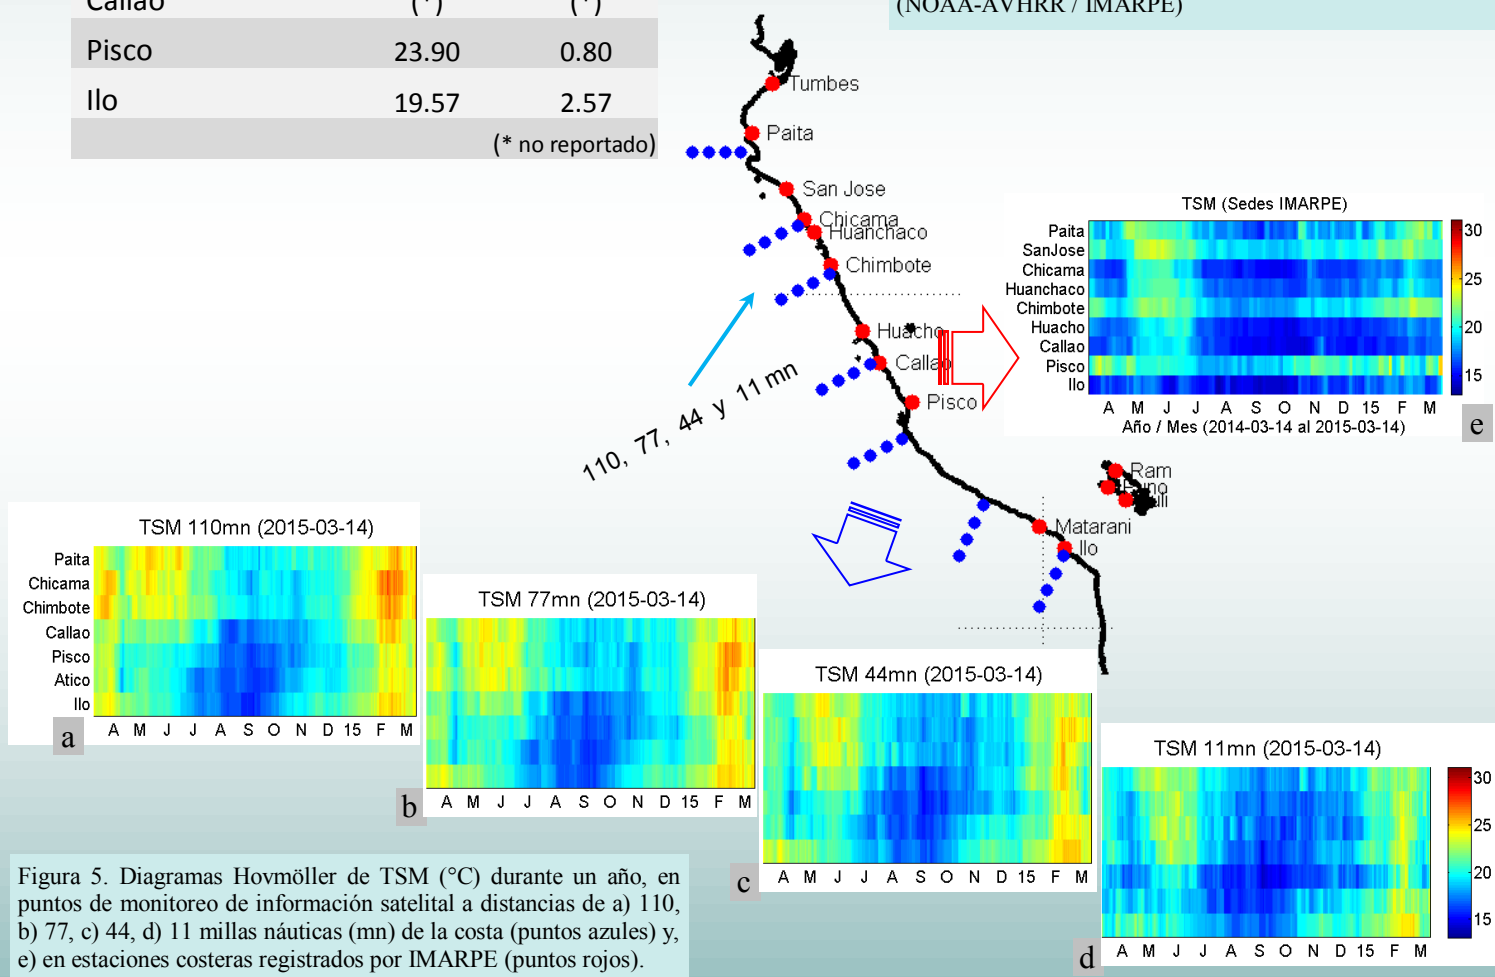 Callao (*) (*)
Pisco 23.90 0.80
Ilo 19.57 2.57
(* no reportado)
(NOAA-AVHRR / IMARPE)
Tumbes
Paita
San Jose
Chicama
Huanchaco
Chimbote
Huacho
Callao
Pisco
Matarani
Ilo
Ram
110, 77, 44 y 11 mn
TSM (Sedes IMARPE)
Paita
SanJose
Chicama
Huanchaco
Chimbote
Huacho
Callao
Pisco
Ilo
30
25
20
15
A M J J A S O N D 15 F M
Año / Mes (2014-03-14 al 2015-03-14)
e
TSM 110mn (2015-03-14)
Paita
Chicama
Chimbote
Callao
Pisco
Atico
Ilo
A M J J A S O N D 15 F M
a
TSM 77mn (2015-03-14)
A M J J A S O N D 15 F M
b
TSM 44mn (2015-03-14)
A M J J A S O N D 15 F M
c
TSM 11mn (2015-03-14)
30
25
20
15
A M J J A S O N D 15 F M
d
Figura 5. Diagramas Hovmöller de TSM (°C) durante un año, en
puntos de monitoreo de información satelital a distancias de a) 110,
b) 77, c) 44, d) 11 millas náuticas (mn) de la costa (puntos azules) y,
e) en estaciones costeras registrados por IMARPE (puntos rojos).